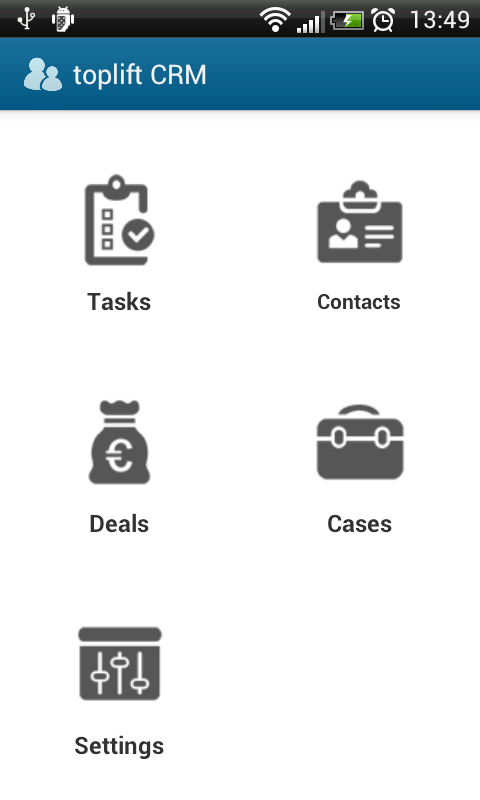 13:49
toplift CRM
Tasks
Contacts
€
Deals
Cases
Settings